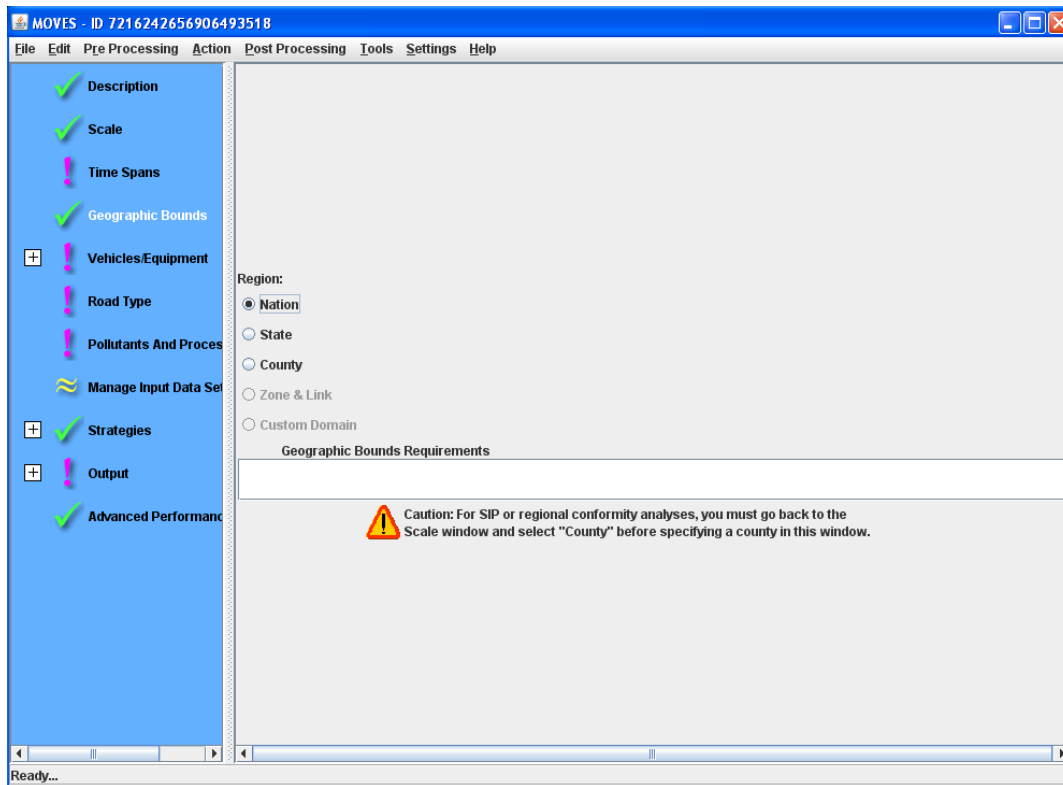 MOVES - ID 7216242656906493518
File Edit Pre Processing Action Post Processing Tools Settings Help
Description
Scale
Time Spans
Geographic Bounds
Vehicles/Equipment
Road Type
Pollutants And Proces
Manage Input Data Set
Strategies
Output
Advanced Performanc
Region:
Nation
State
County
Zone & Link
Custom Domain
Geographic Bounds Requirements
Caution: For SIP or regional conformity analyses, you must go back to the
Scale window and select "County" before specifying a county in this window.
Ready...